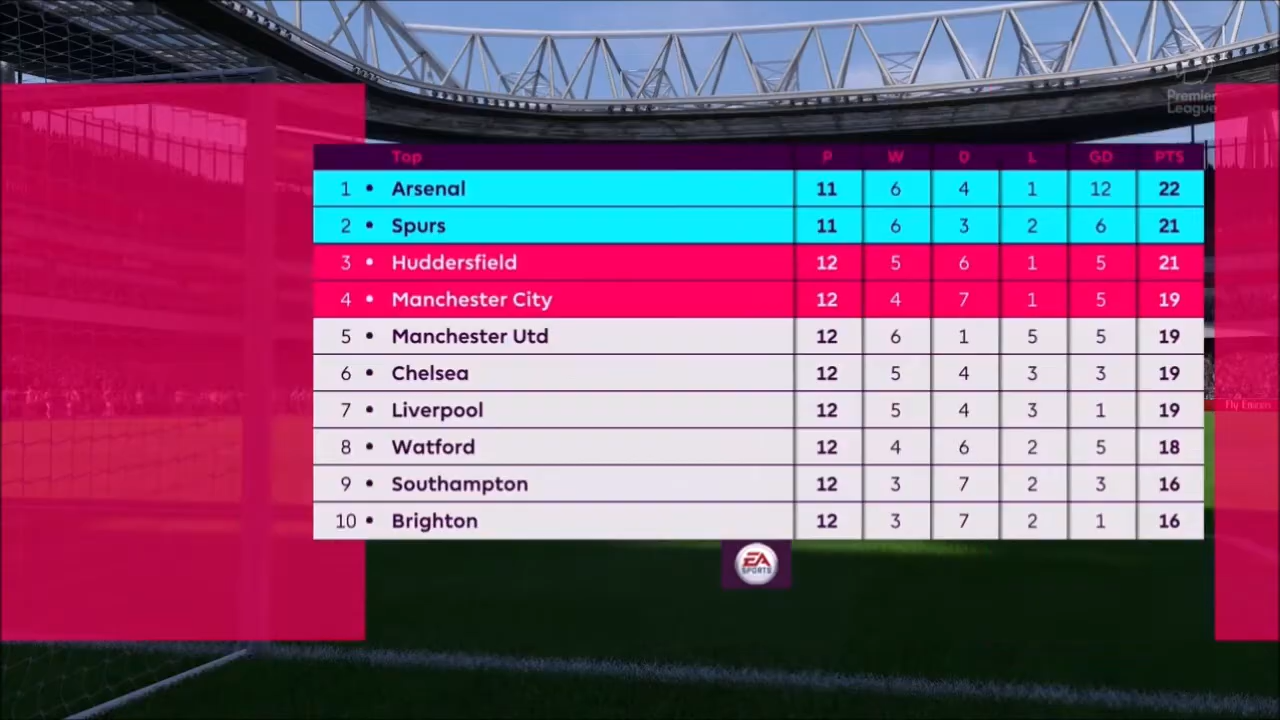 Premier
League
Top P W D L GD PTS
1 • Arsenal 11 6 4 1 12 22
2 • Spurs 11 6 3 2 6 21
3 • Huddersfield 12 5 6 1 5 21
4 • Manchester City 12 4 7 1 5 19
5 • Manchester Utd 12 6 1 5 5 19
6 • Chelsea 12 5 4 3 3 19
7 • Liverpool 12 5 4 3 1 19
8 • Watford 12 4 6 2 5 18
9 • Southampton 12 3 7 2 3 16
10 • Brighton 12 3 7 2 1 16
Fly Emirates
EA
SPORTS